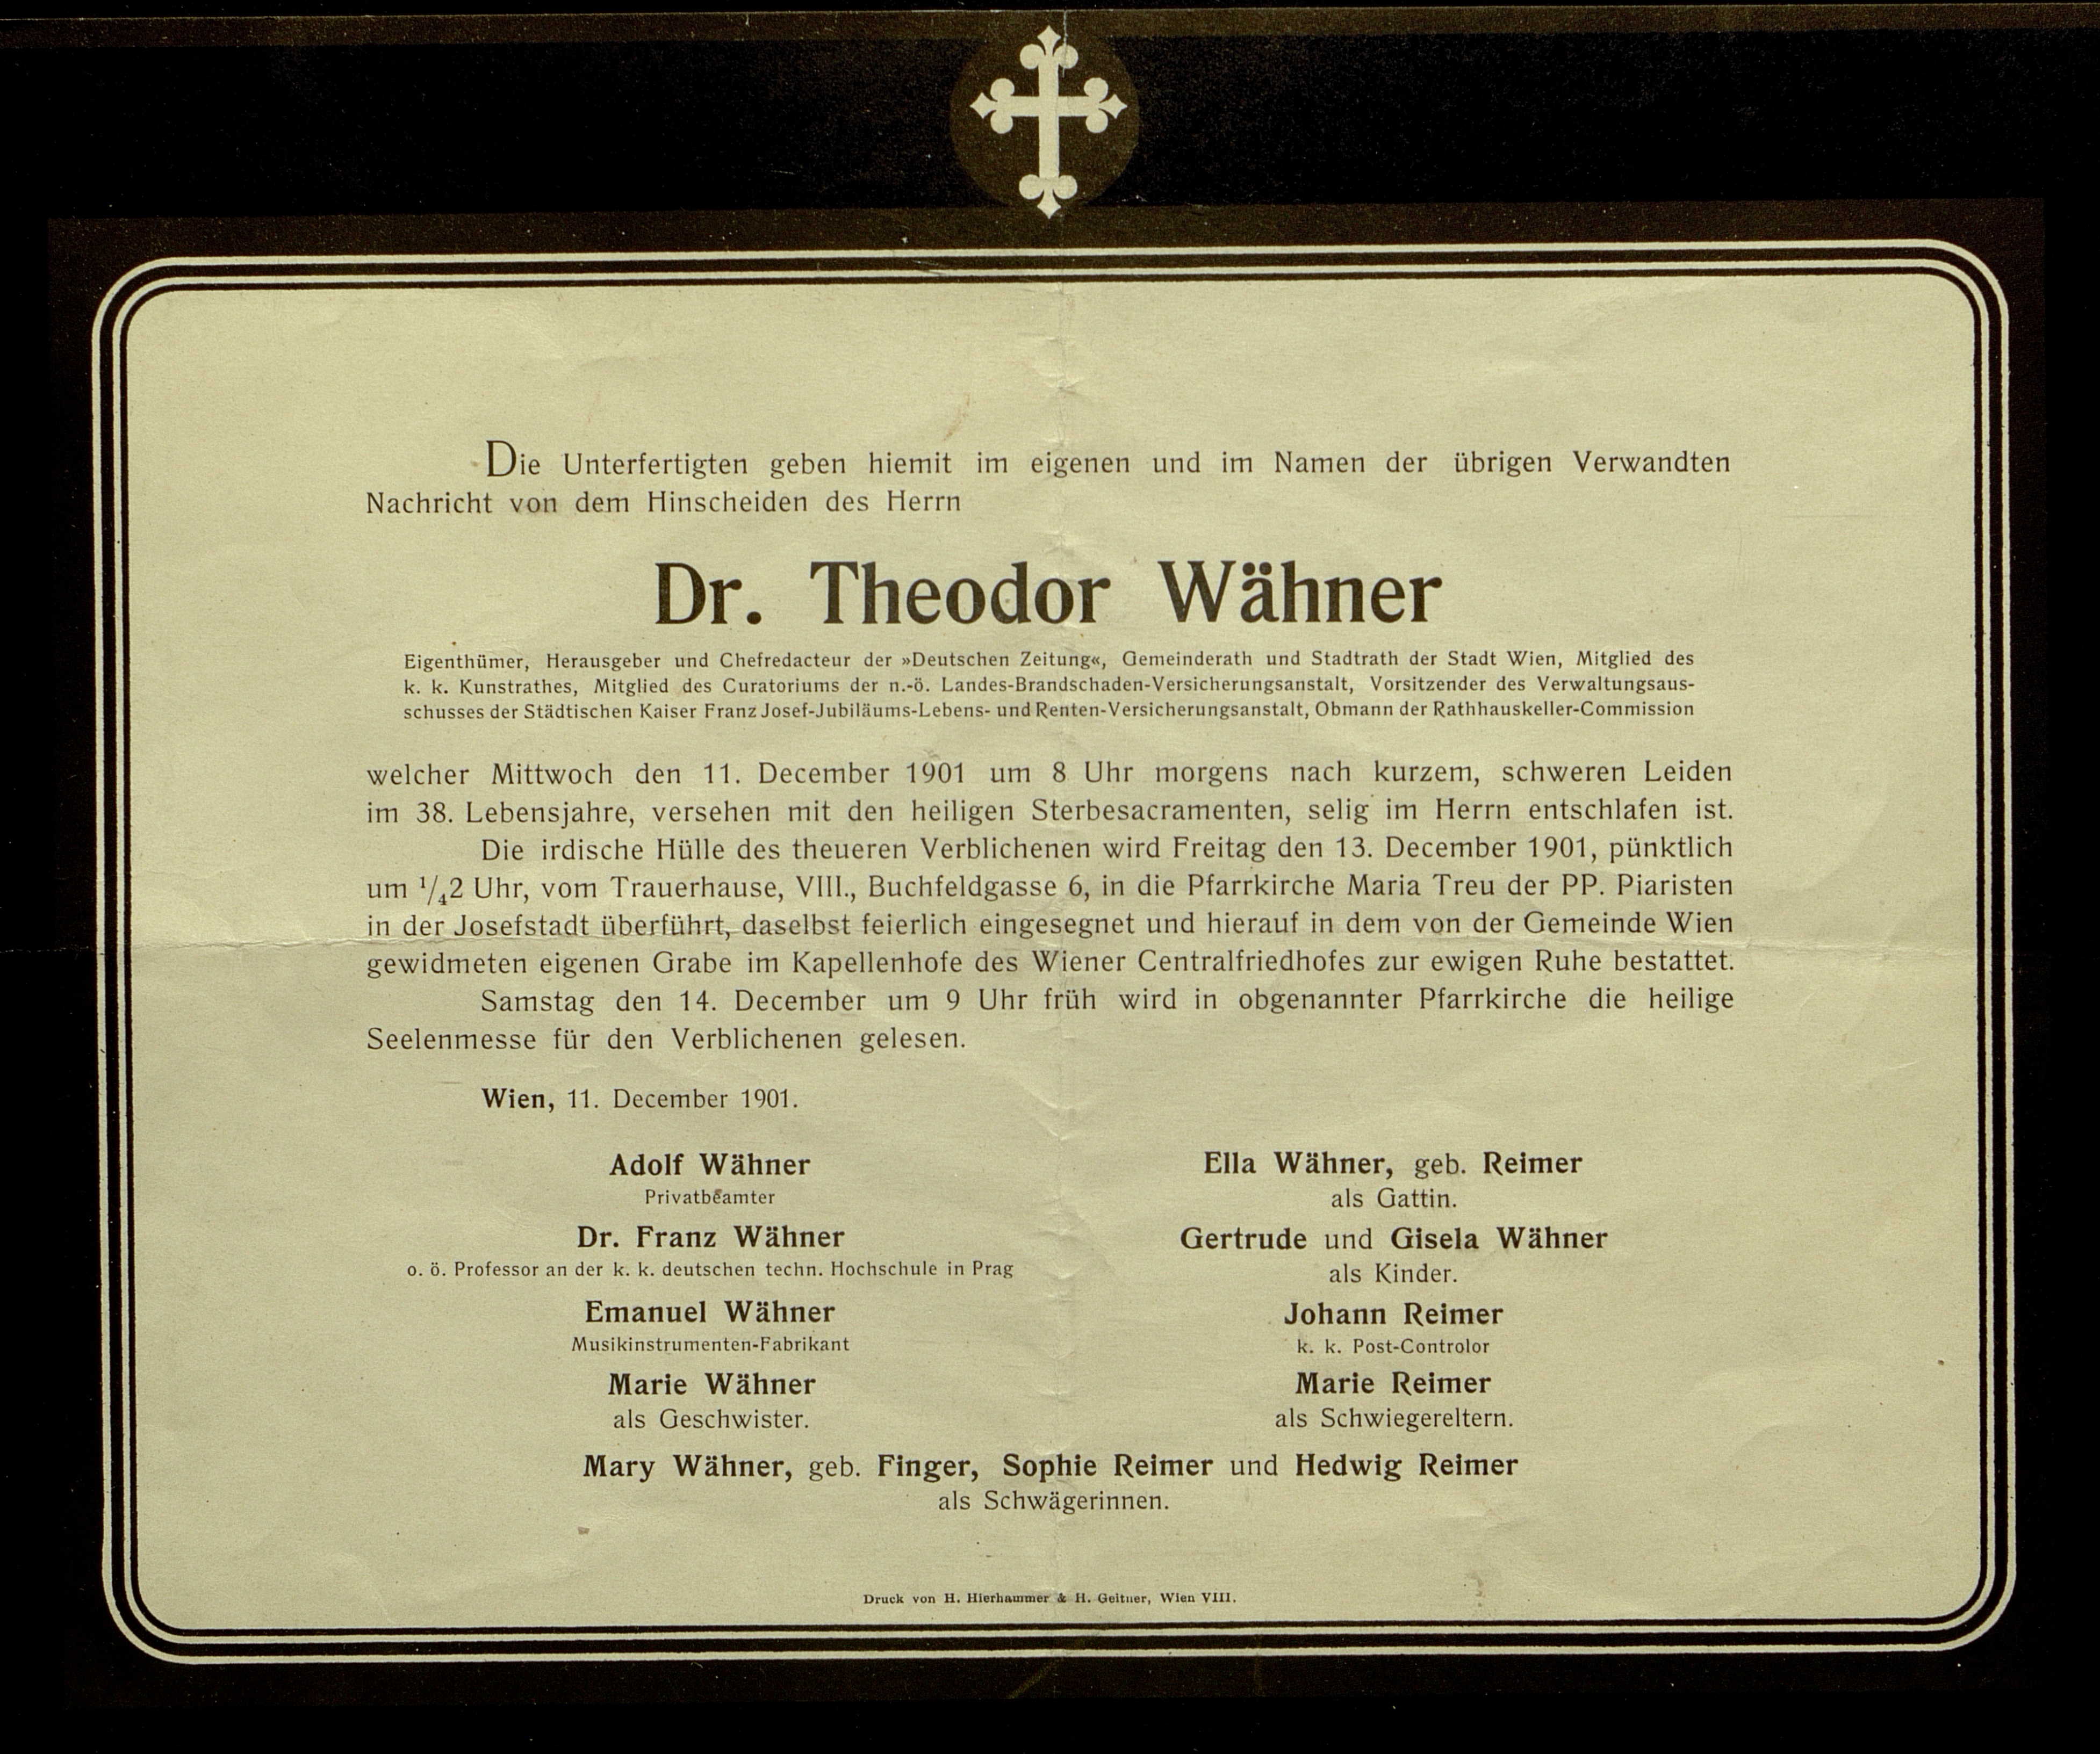 Die Unterfertigten geben hiemit im eigenen und im Namen der übrigen Verwandten
Nachricht von dem Hinscheiden des Herrn
Dr. Theodor Wähner
Eigenthümer, Herausgeber und Chefredacteur der »Deutschen Zeitung«, Gemeinderath und Stadtrath der Stadt Wien, Mitglied des
k. k. Kunstrathes, Mitglied des Curatoriums der n.-ö. Landes-Brandschaden-Versicherungsanstalt, Vorsitzender des Verwaltungsaus-
schusses der Städtischen Kaiser Franz Josef-Jubiläums-Lebens- und Renten-Versicherungsanstalt, Obmann der Rathhauskeller-Commission
welcher Mittwoch den 11. December 1901 um 8 Uhr morgens nach kurzem, schweren Leiden
im 38. Lebensjahre, versehen mit den heiligen Sterbesacramenten, selig im Herrn entschlafen ist.
Die irdische Hülle des theueren Verblichenen wird Freitag den 13. December 1901, pünktlich
um 1/42 Uhr, vom Trauerhause, VIII., Buchfeldgasse 6, in die Pfarrkirche Maria Treu der PP. Piaristen
in der Josefstadt überführt, daselbst feierlich eingesegnet und hierauf in dem von der Gemeinde Wien
gewidmeten eigenen Grabe im Kapellenhofe des Wiener Centralfriedhofes zur ewigen Ruhe bestattet.
Samstag den 14. December um 9 Uhr früh wird in obgenannter Pfarrkirche die heilige
Seelenmesse für den Verblichenen gelesen.
Wien, 11. December 1901.
Adolf Wähner
Privatbeamter
Dr. Franz Wähner
o. ö. Professor an der k. k. deutschen techn. Hochschule in Prag
Emanuel Wähner
Musikinstrumenten-Fabrikant
Marie Wähner
als Geschwister.
Ella Wähner, geb. Reimer
als Gattin.
Gertrude und Gisela Wähner
als Kinder.
Johann Reimer
k. k. Post-Controlor
Marie Reimer
als Schwiegereltern.
Mary Wähner, geb. Finger, Sophie Reimer und Hedwig Reimer
als Schwägerinnen.
Druck von H. Hierhammer & H. Geitner, Wien VIII.